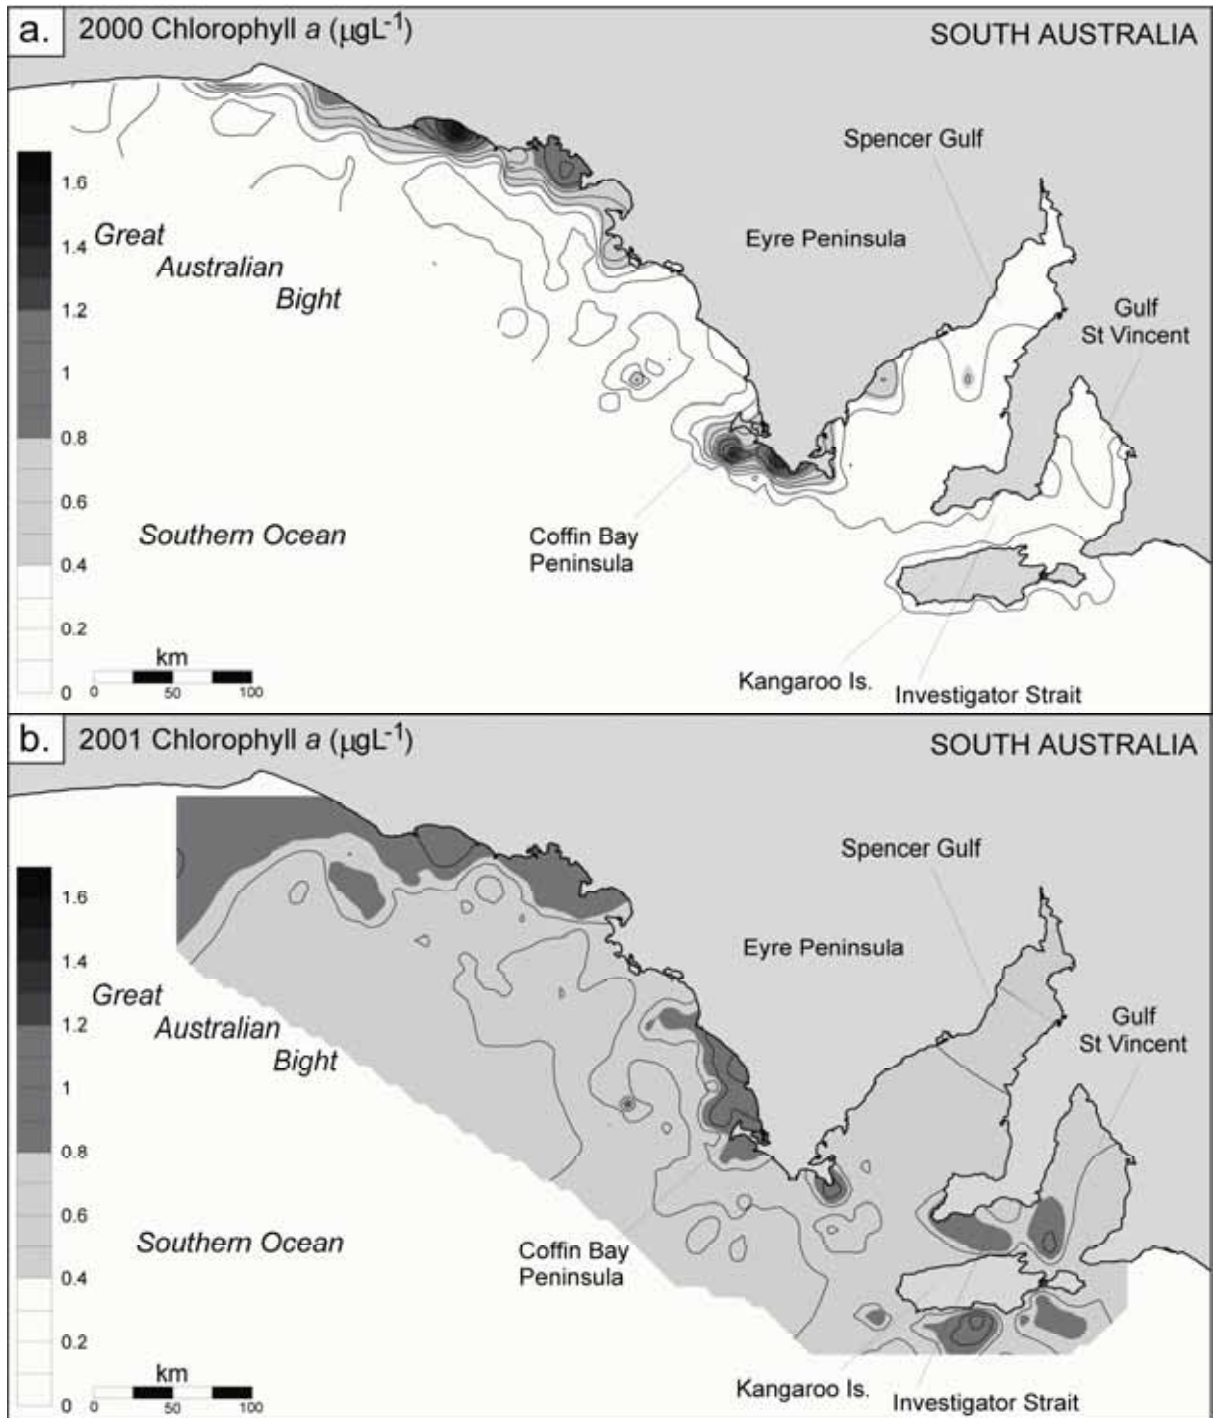 a. 2000 Chlorophyll a (µgL-1) SOUTH AUSTRALIA
Spencer Gulf
1.6
Great
Australian
Bight
Eyre Peninsula
1.4
1.2
Gulf
St Vincent
1
0.8
0.6
Southern Ocean
Coffin Bay
Peninsula
0.4
0.2
km
0 50 100
0
Kangaroo Is.
Investigator Strait
b. 2001 Chlorophyll a (µgL-1) SOUTH AUSTRALIA
Spencer Gulf
1.6
Eyre Peninsula
1.4
Great
Australian
Bight
1.2
Gulf
St Vincent
1
0.8
0.6
Southern Ocean
Coffin Bay
Peninsula
0.4
0.2
km
0 50 100
0
Kangaroo Is.
Investigator Strait